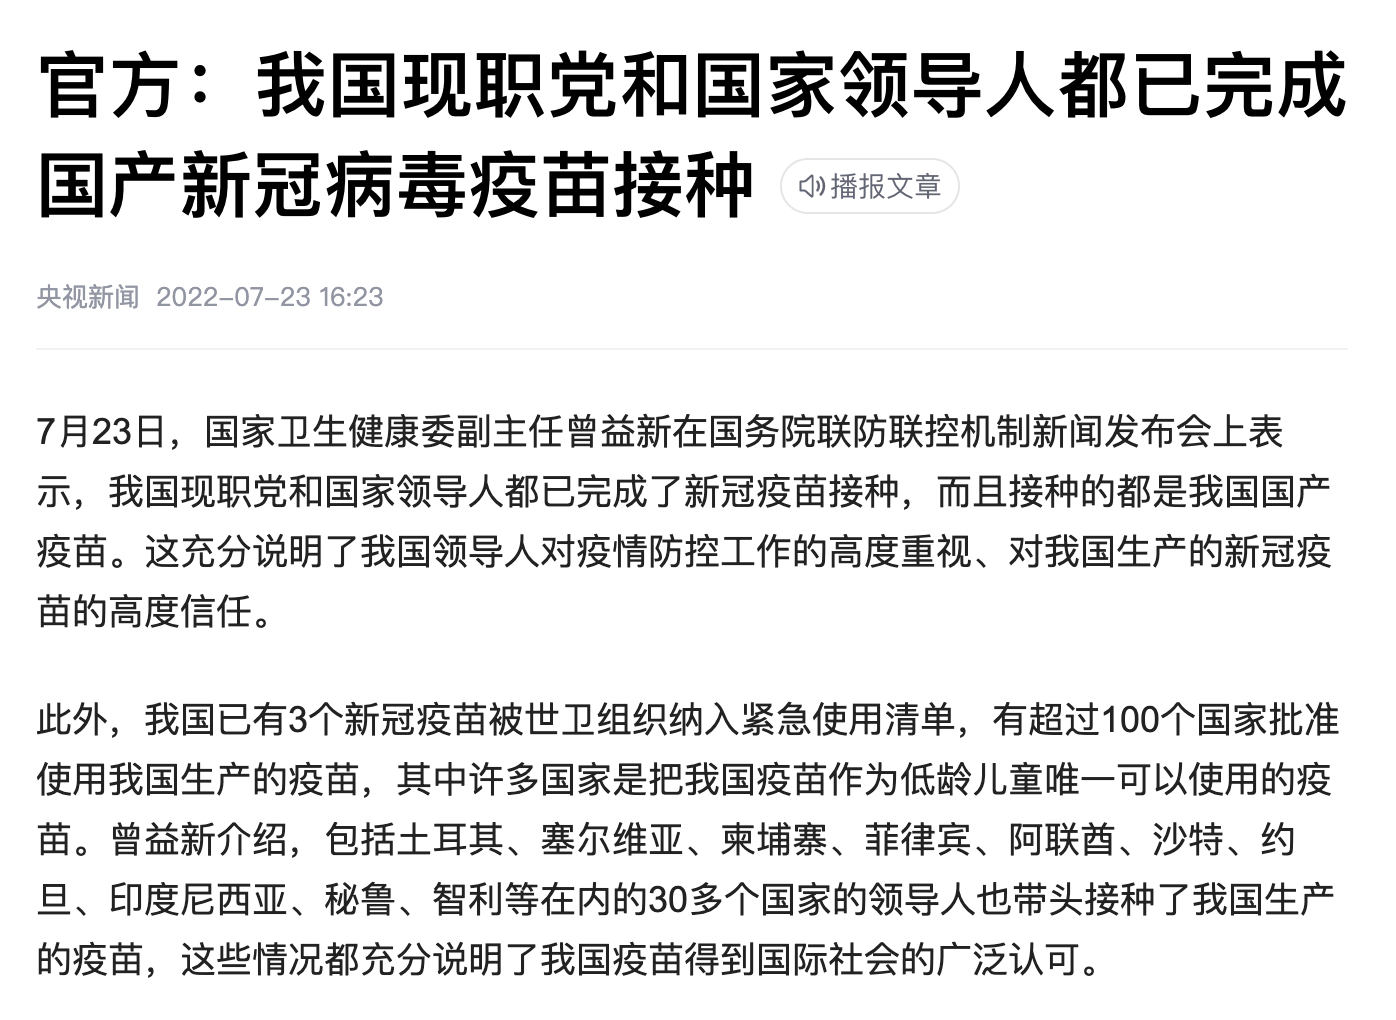 官方：我国现职党和国家领导人都已完成
国产新冠病毒疫苗接种 播报文章
央视新闻 2022-07-23 16:23
7月23日，国家卫生健康委副主任曾益新在国务院联防联控机制新闻发布会上表
示，我国现职党和国家领导人都已完成了新冠疫苗接种，而且接种的都是我国国产
疫苗。这充分说明了我国领导人对疫情防控工作的高度重视、对我国生产的新冠疫
苗的高度信任。
此外，我国已有3个新冠疫苗被世卫组织纳入紧急使用清单，有超过100个国家批准
使用我国生产的疫苗，其中许多国家是把我国疫苗作为低龄儿童唯一可以使用的疫
苗。曾益新介绍，包括土耳其、塞尔维亚、柬埔寨、菲律宾、阿联酋、沙特、约
旦、印度尼西亚、秘鲁、智利等在内的30多个国家的领导人也带头接种了我国生产
的疫苗，这些情况都充分说明了我国疫苗得到国际社会的广泛认可。